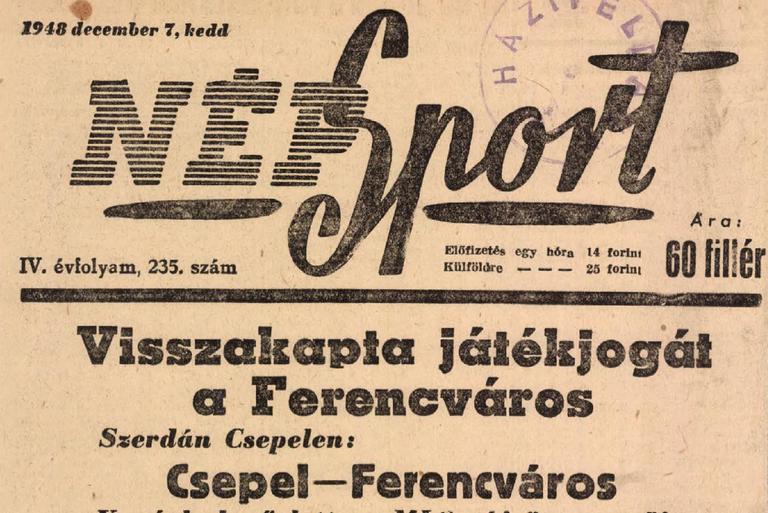 1948 december 7, kedd
NÉPSport
HÁZIPÉLDÁ
Ára:
60 fillér
Előfizetés egy hóra 14 forint
Külföldre — — — 25 forint
IV. évfolyam, 235. szám
Visszakapta játékjogát
a Ferencváros
Szerdán Csepelen:
Csepel—Ferencváros